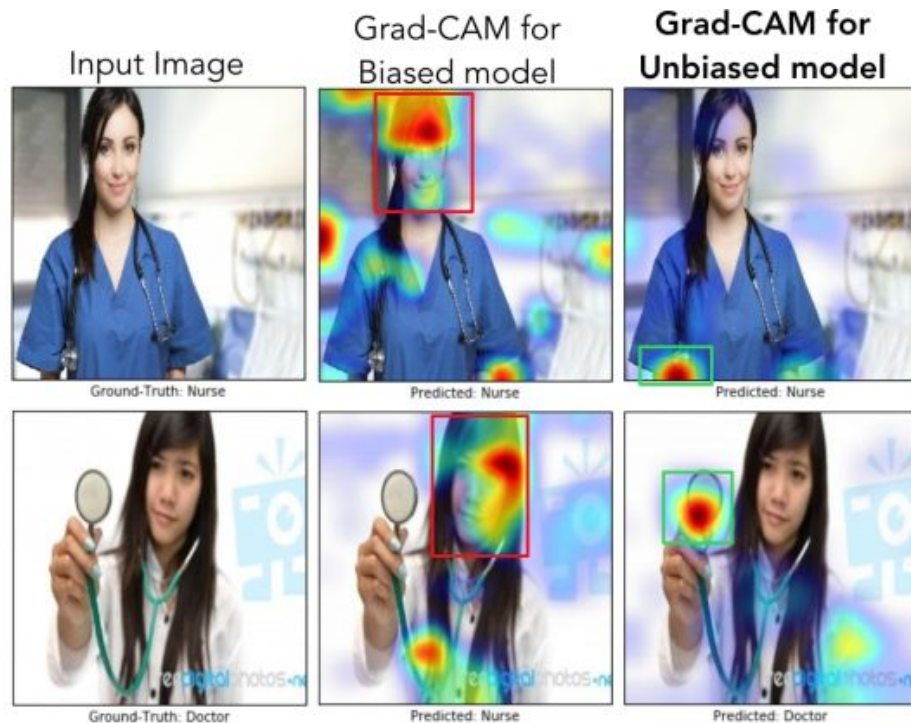 Input Image
Grad-CAM for
Biased model
Grad-CAM for
Unbiased model
Ground-Truth: Nurse
Predicted: Nurse
Predicted: Nurse
Ground-Truth: Doctor
Predicted: Nurse
Predicted: Doctor